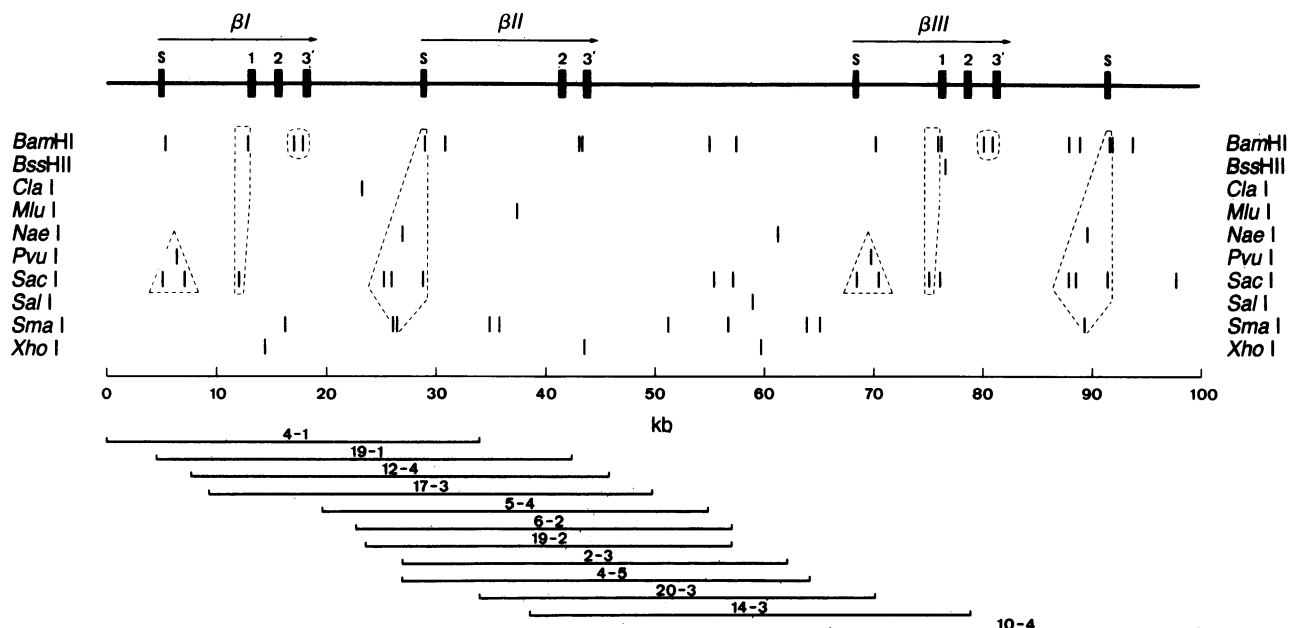 βI βII βIII
S 1 2 3' S 2 3' S 1 2 3' S
BamHI BamHI
BssHII BssHII
Cla I Cla I
Mlu I Mlu I
Nae I Nae I
Pvu I Pvu I
Sac I Sac I
Sal I Sal I
Sma I Sma I
Xho I Xho I
0 10 20 30 40 50 60 70 80 90 100
kb
4-1
19-1
12-4
17-3
5-4
6-2
19-2
2-3
4-5
20-3
14-3
10-4